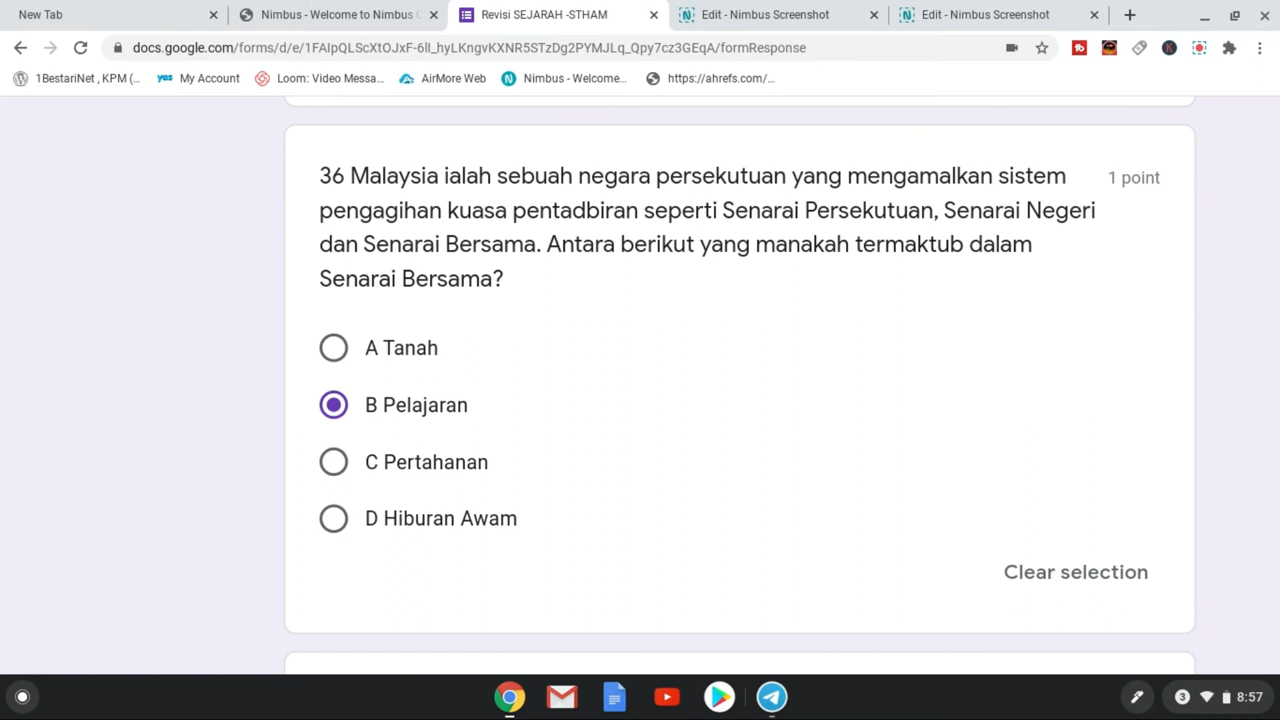 New Tab
Nimbus - Welcome to Nimbus
Revisi SEJARAH -STHAM
Edit - Nimbus Screenshot
Edit - Nimbus Screenshot
docs.google.com/forms/d/e/1FAIpQLScXtOJxF-6lI_hyLKngvKXNR5STzDg2PYMJLq_Qpy7cz3GEqA/formResponse
1BestariNet , KPM (...
yes My Account
Loom: Video Messa...
AirMore Web
Nimbus - Welcome...
https://ahrefs.com/...
36 Malaysia ialah sebuah negara persekutuan yang mengamalkan sistem
1 point
pengagihan kuasa pentadbiran seperti Senarai Persekutuan, Senarai Negeri
dan Senarai Bersama. Antara berikut yang manakah termaktub dalam
Senarai Bersama?
A Tanah
B Pelajaran
C Pertahanan
D Hiburan Awam
Clear selection
3 8:57